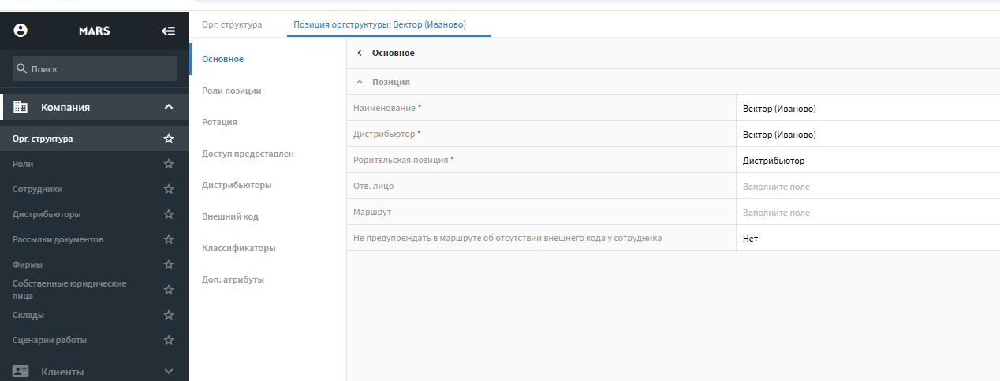 MARS
Поиск
Компания
Орг. структура
Роли
Сотрудники
Дистрибьюторы
Рассылки документов
Фирмы
Собственные юридические
лица
Склады
Сценарии работы
Клиенты
Орг. структура
Позиция оргструктуры: Вектор (Иваново)
Основное
Роли позиции
Ротация
Доступ предоставлен
Дистрибьюторы
Внешний код
Классификаторы
Доп. атрибуты
Основное
Позиция
Наименование * Вектор (Иваново)
Дистрибьютор * Вектор (Иваново)
Родительская позиция * Дистрибьютор
Отв. лицо Заполните поле
Маршрут Заполните поле
Не предупреждать в маршруте об отсутствии внешнего кода у сотрудника Нет